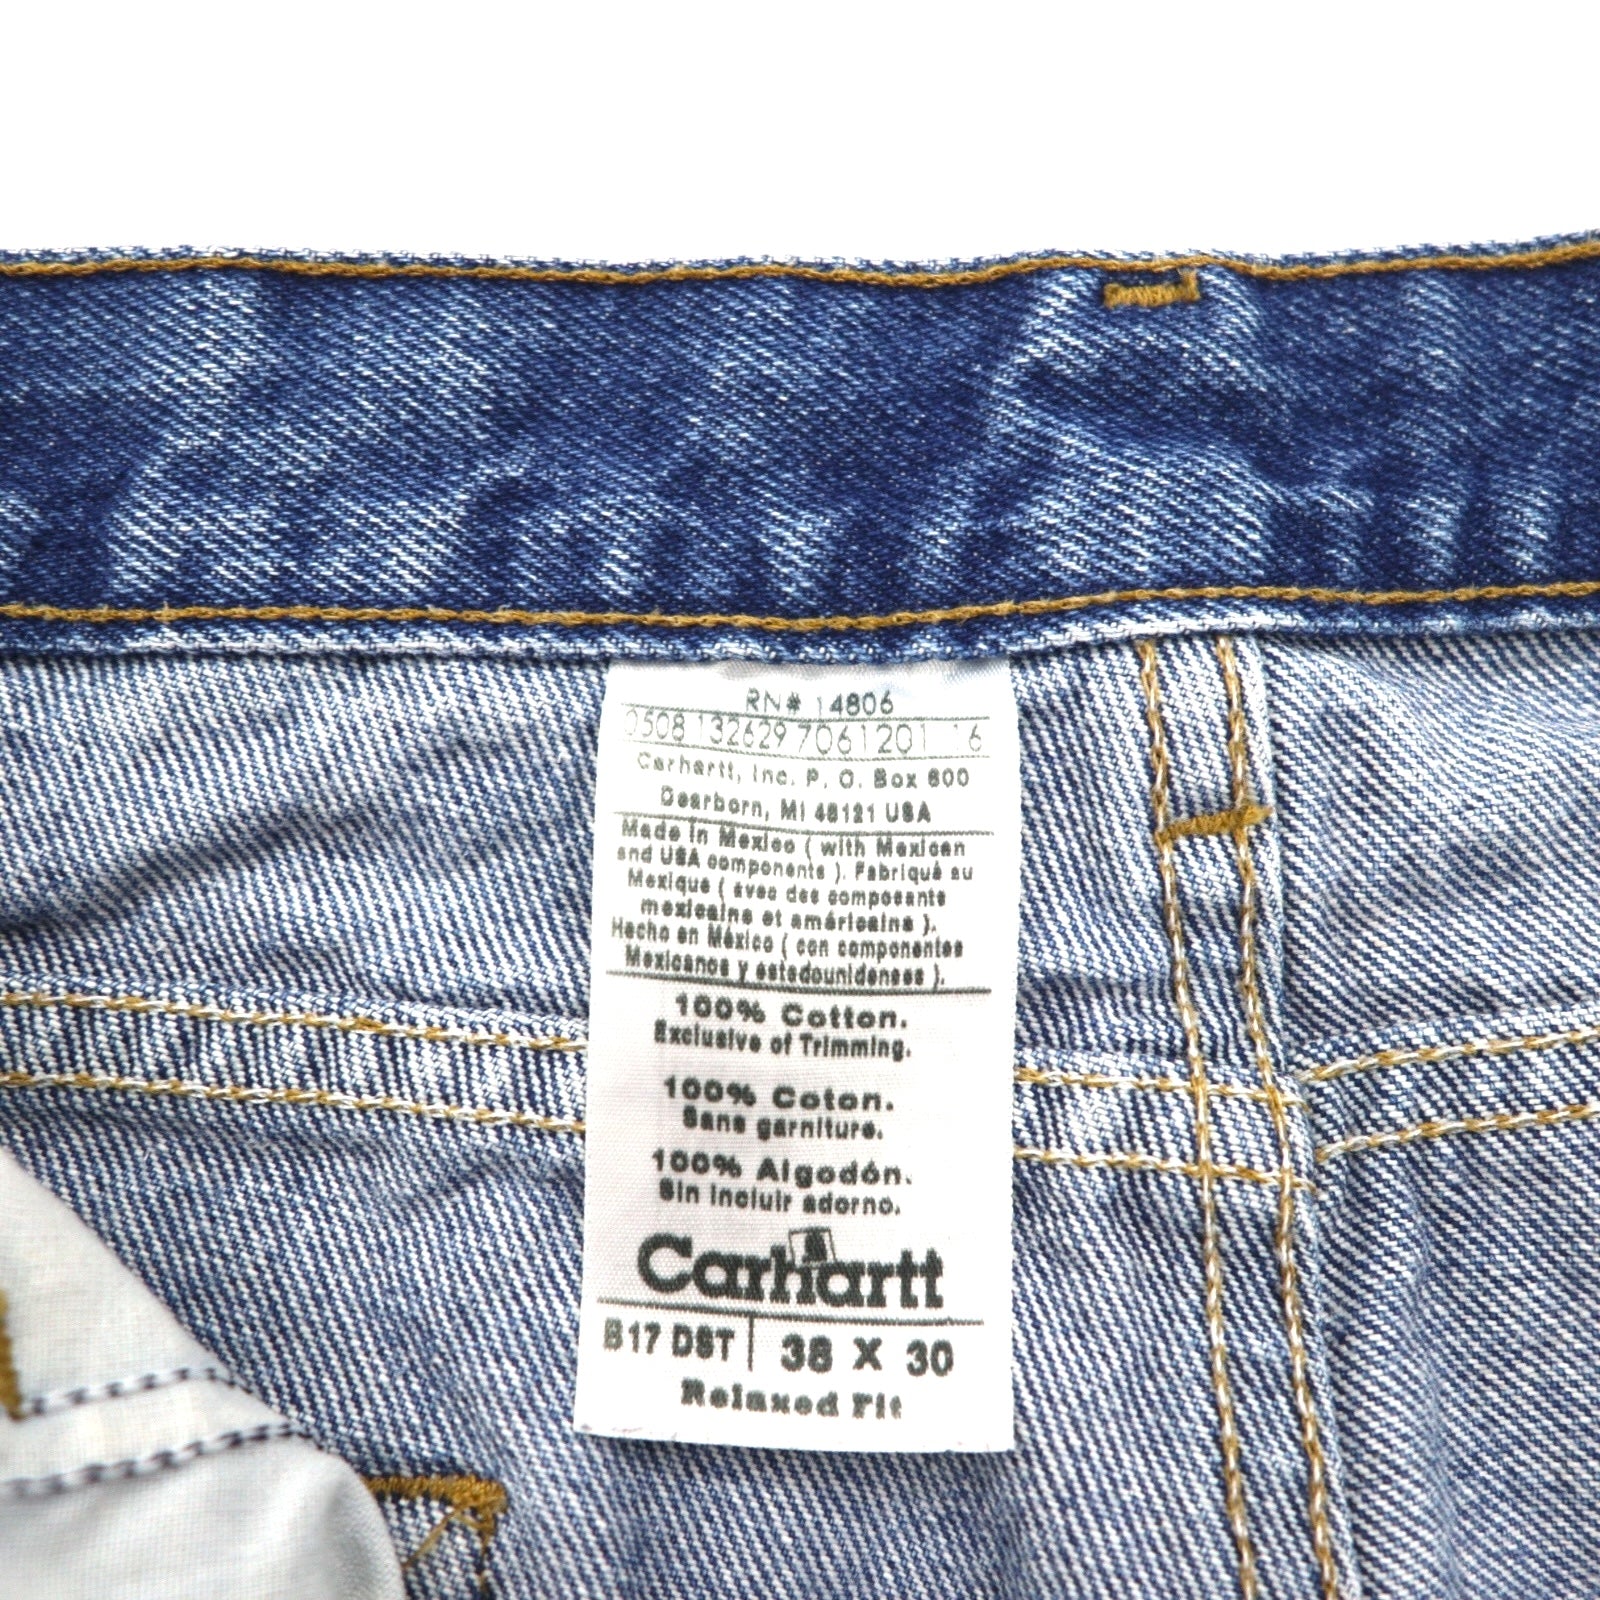 RN# 14806
0508 132629 7061201 16
Carhartt, Inc. P. O. Box 600
Dearborn, MI 48121 USA
Made in Mexico ( with Mexican
and USA components ). Fabriqué au
Mexique ( avec des composants
mexicains et américains ).
Hecho en México ( con componentes
Mexicanos y estadounidenses ).
100% Cotton.
Exclusive of Trimming.
100% Coton.
Sans garniture.
100% Algodón.
Sin incluir adorno.
Carhartt
B17 DST 38 X 30
Relaxed Fit